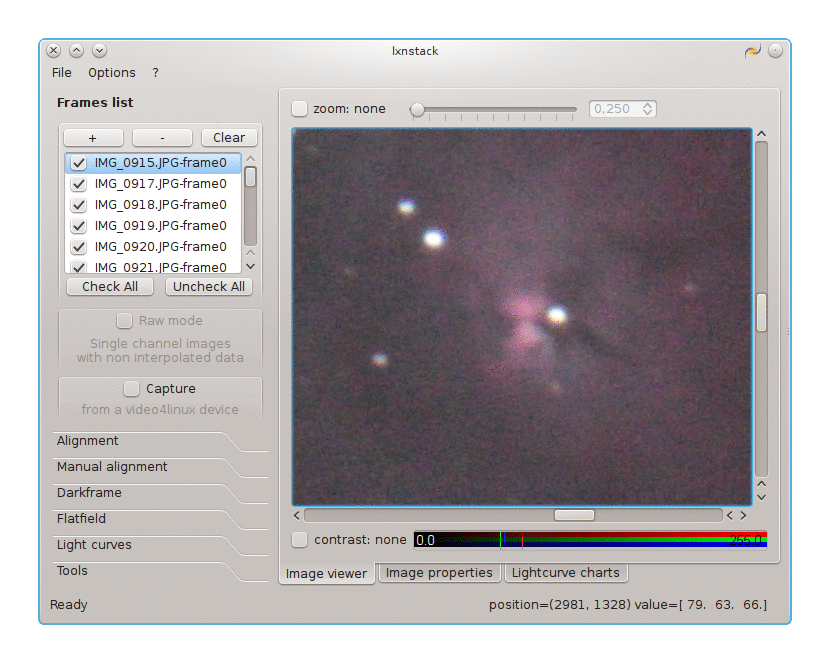 lxnstack
File Options ?
Frames list
zoom: none 0,250
+ - Clear
IMG_0915.JPG-frame0
IMG_0917.JPG-frame0
IMG_0918.JPG-frame0
IMG_0919.JPG-frame0
IMG_0920.JPG-frame0
IMG_0921.JPG-frame0
Check All Uncheck All
Raw mode
Single channel images
with non interpolated data
Capture
from a video4linux device
Alignment
Manual alignment
Darkframe
Flatfield
Light curves
Tools
contrast: none 0.0 255.0
Image viewer Image properties Lightcurve charts
Ready position=(2981, 1328) value=[ 79. 63. 66.]